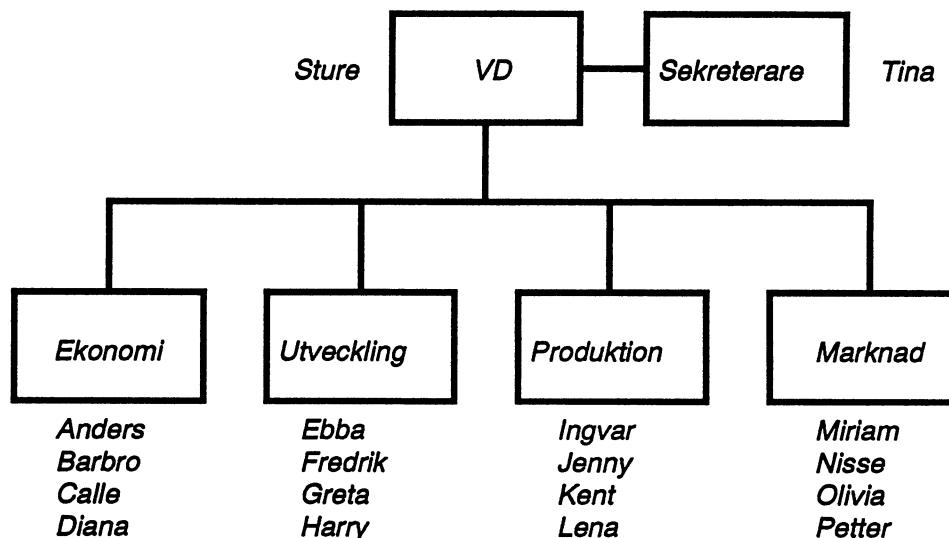 Sture VD Sekreterare Tina
Ekonomi Utveckling Produktion Marknad
Anders Ebba Ingvar Miriam
Barbro Fredrik Jenny Nisse
Calle Greta Kent Olivia
Diana Harry Lena Petter